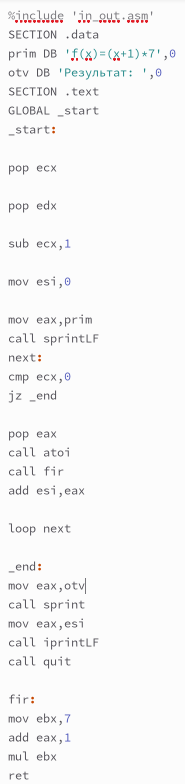 %include 'in_out.asm'
SECTION .data
prim DB 'f(x)=(x+1)*7',0
otv DB 'Результат: ',0
SECTION .text
GLOBAL _start
_start:
pop ecx
pop edx
sub ecx,1
mov esi,0
mov eax,prim
call sprintLF
next:
cmp ecx,0
jz _end
pop eax
call atoi
call fir
add esi,eax
loop next
_end:
mov eax,otv
call sprint
mov eax,esi
call iprintLF
call quit
fir:
mov ebx,7
add eax,1
mul ebx
ret